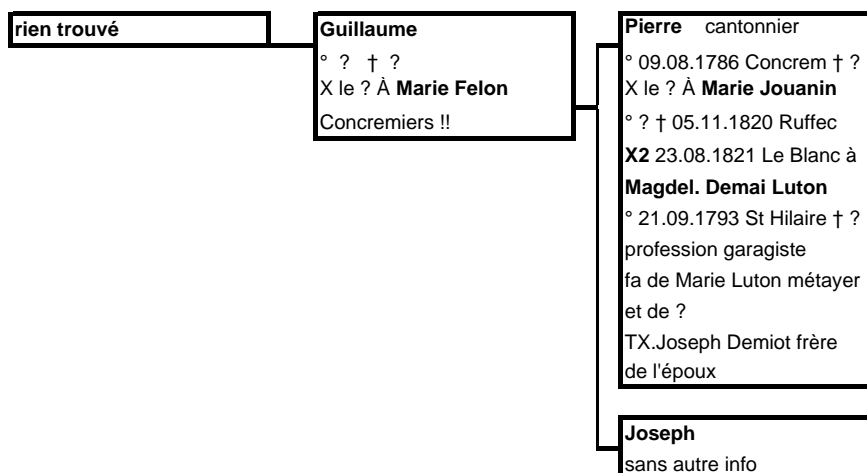 rien trouvé
Guillaume
° ? † ?
X le ? À Marie Felon
Concremiers !!
Pierre cantonnier
° 09.08.1786 Concrem † ?
X le ? À Marie Jouanin
° ? † 05.11.1820 Ruffec
X2 23.08.1821 Le Blanc à
Magdel. Demai Luton
° 21.09.1793 St Hilaire † ?
profession garagiste
fa de Marie Luton métayer
et de ?
TX.Joseph Demiot frère
de l'époux
Joseph
sans autre info